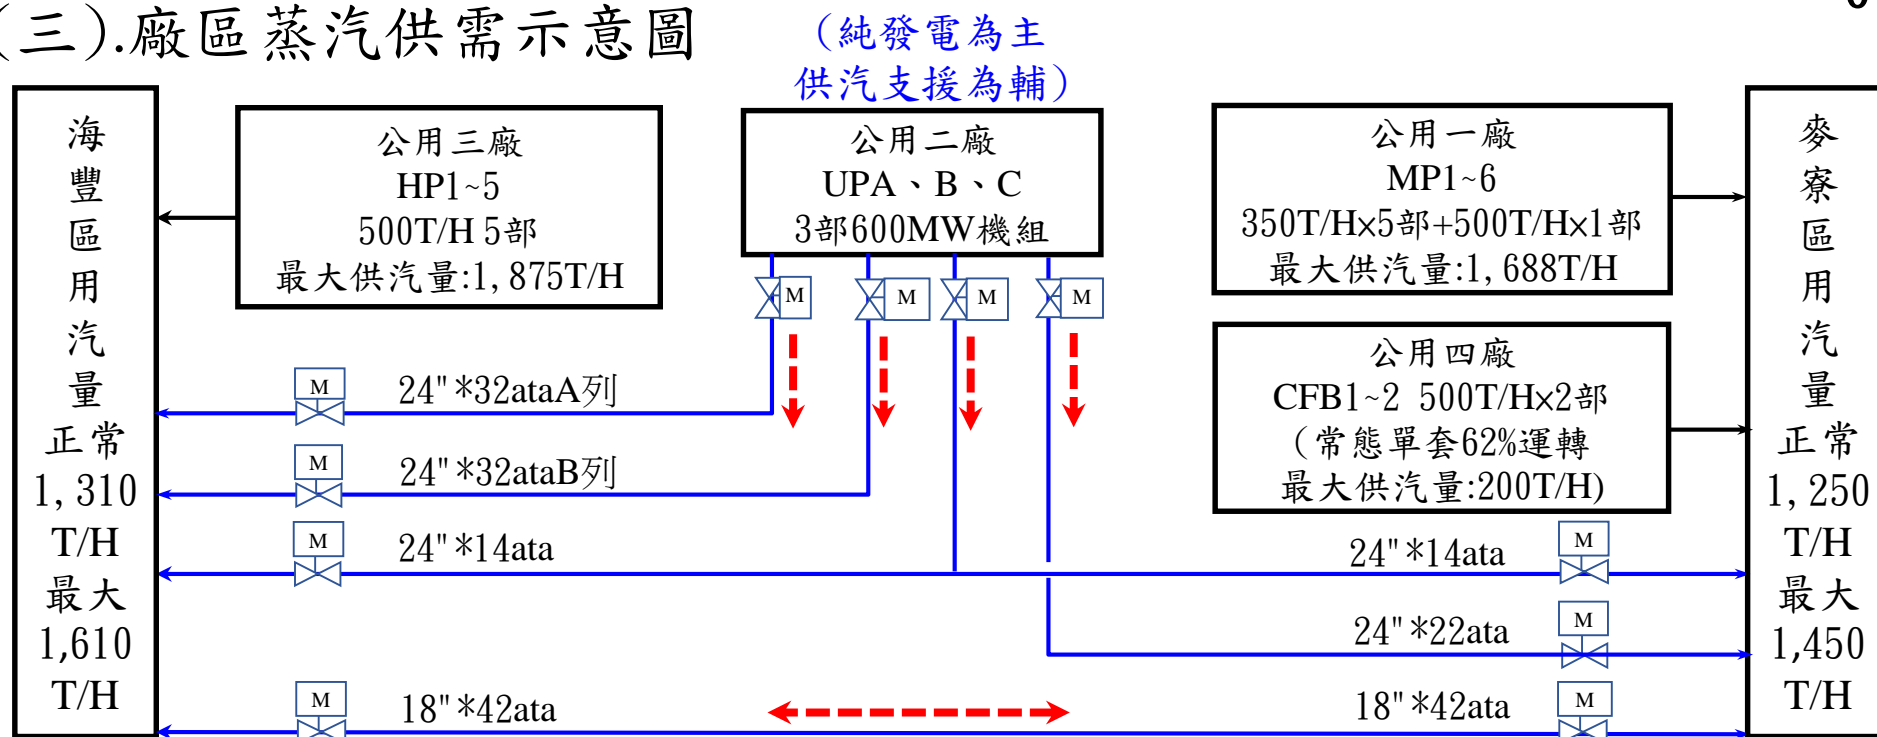 (三).廠區蒸汽供需示意圖
(純發電為主
供汽支援為輔)
海
豐
區
用
汽
量
正常
1,310
T/H
最大
1,610
T/H
公用三廠
HP1~5
500T/H 5部
最大供汽量:1,875T/H
公用二廠
UPA、B、C
3部600MW機組
M
M
M
M
公用一廠
MP1~6
350T/H×5部+500T/H×1部
最大供汽量:1,688T/H
公用四廠
CFB1~2 500T/H×2部
(常態單套62%運轉
最大供汽量:200T/H)
麥
寮
區
用
汽
量
正常
1,250
T/H
最大
1,450
T/H
M
24"*32ataA列
M
24"*32ataB列
M
24"*14ata
24"*14ata
M
24"*22ata
M
M
18"*42ata
18"*42ata
M